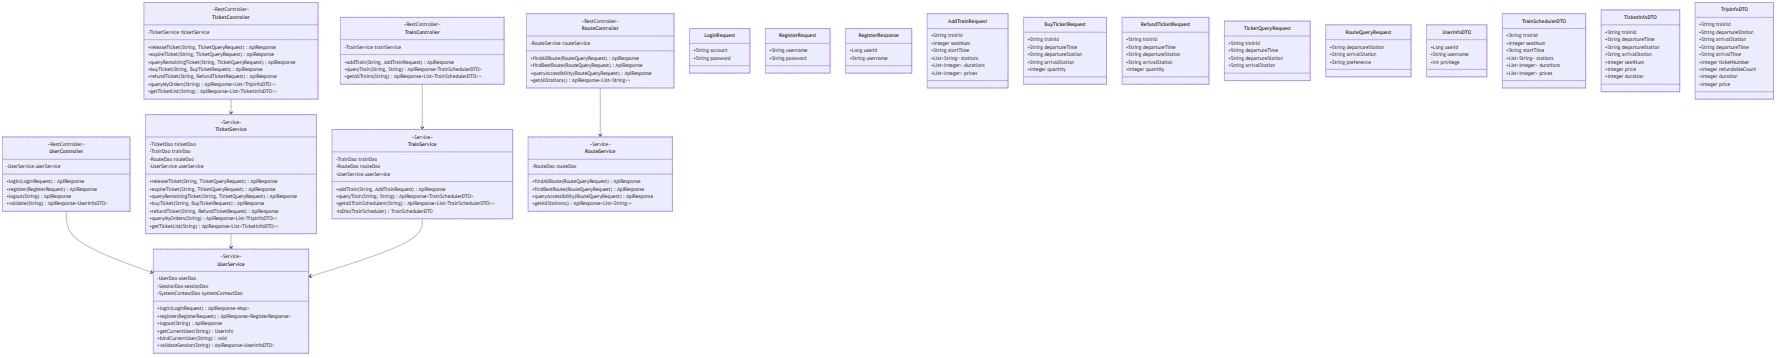 «RestController»
TicketController
-TicketService ticketService
+releaseTicket(String, TicketQueryRequest) : ApiResponse
+expireTicket(String, TicketQueryRequest) : ApiResponse
+queryRemainingTicket(String, TicketQueryRequest) : ApiResponse
+buyTicket(String, BuyTicketRequest) : ApiResponse
+refundTicket(String, RefundTicketRequest) : ApiResponse
+queryMyOrders(String) : ApiResponse<List<TripInfoDTO>>
+getTicketList(String) : ApiResponse<List<TicketInfoDTO>>
«RestController»
TrainController
-TrainService trainService
+addTrain(String, AddTrainRequest) : ApiResponse
+queryTrain(String, String) : ApiResponse<TrainSchedulerDTO>
+getAllTrains(String) : ApiResponse<List<TrainSchedulerDTO>>
«RestController»
RouteController
-RouteService routeService
+findAllRoute(RouteQueryRequest) : ApiResponse
+findBestRoute(RouteQueryRequest) : ApiResponse
+queryAccessibility(RouteQueryRequest) : ApiResponse
+getAllStations() : ApiResponse<List<String>>
LoginRequest
+String account
+String password
RegisterRequest
+String username
+String password
RegisterResponse
+Long userId
+String username
AddTrainRequest
+String trainId
+Integer seatNum
+String startTime
+List<String> stations
+List<Integer> durations
+List<Integer> prices
BuyTicketRequest
+String trainId
+String departureTime
+String departureStation
+String arrivalStation
+Integer quantity
RefundTicketRequest
+String trainId
+String departureTime
+String departureStation
+String arrivalStation
+Integer quantity
TicketQueryRequest
+String trainId
+String departureTime
+String departureStation
+String arrivalStation
RouteQueryRequest
+String departureStation
+String arrivalStation
+String preference
UserInfoDTO
+Long userId
+String username
+int privilege
TrainSchedulerDTO
+String trainId
+Integer seatNum
+String startTime
+List<String> stations
+List<Integer> durations
+List<Integer> prices
TicketInfoDTO
+String trainId
+String departureTime
+String departureStation
+String arrivalStation
+Integer seatNum
+Integer price
+Integer duration
TripInfoDTO
+String trainId
+String departureStation
+String arrivalStation
+String departureTime
+String arrivalTime
+Integer ticketNumber
+Integer refundableCount
+Integer duration
+Integer price
«RestController»
UserController
-UserService userService
+login(LoginRequest) : ApiResponse
+register(RegisterRequest) : ApiResponse
+logout(String) : ApiResponse
+validate(String) : ApiResponse<UserInfoDTO>
«Service»
TicketService
-TicketDao ticketDao
-TrainDao trainDao
-RouteDao routeDao
-UserService userService
+releaseTicket(String, TicketQueryRequest) : ApiResponse
+expireTicket(String, TicketQueryRequest) : ApiResponse
+queryRemainingTicket(String, TicketQueryRequest) : ApiResponse
+buyTicket(String, BuyTicketRequest) : ApiResponse
+refundTicket(String, RefundTicketRequest) : ApiResponse
+queryMyOrders(String) : ApiResponse<List<TripInfoDTO>>
+getTicketList(String) : ApiResponse<List<TicketInfoDTO>>
«Service»
TrainService
-TrainDao trainDao
-RouteDao routeDao
-UserService userService
+addTrain(String, AddTrainRequest) : ApiResponse
+queryTrain(String, String) : ApiResponse<TrainSchedulerDTO>
+getAllTrainSchedulers(String) : ApiResponse<List<TrainSchedulerDTO>>
-toDto(TrainScheduler) : TrainSchedulerDTO
«Service»
RouteService
-RouteDao routeDao
+findAllRoute(RouteQueryRequest) : ApiResponse
+findBestRoute(RouteQueryRequest) : ApiResponse
+queryAccessibility(RouteQueryRequest) : ApiResponse
+getAllStations() : ApiResponse<List<String>>
«Service»
UserService
-UserDao userDao
-SessionDao sessionDao
-SystemContextDao systemContextDao
+login(LoginRequest) : ApiResponse<Map>
+register(RegisterRequest) : ApiResponse<RegisterResponse>
+logout(String) : ApiResponse
+getCurrentUser(String) : UserInfo
+bindCurrentUser(String) : void
+validateSession(String) : ApiResponse<UserInfoDTO>